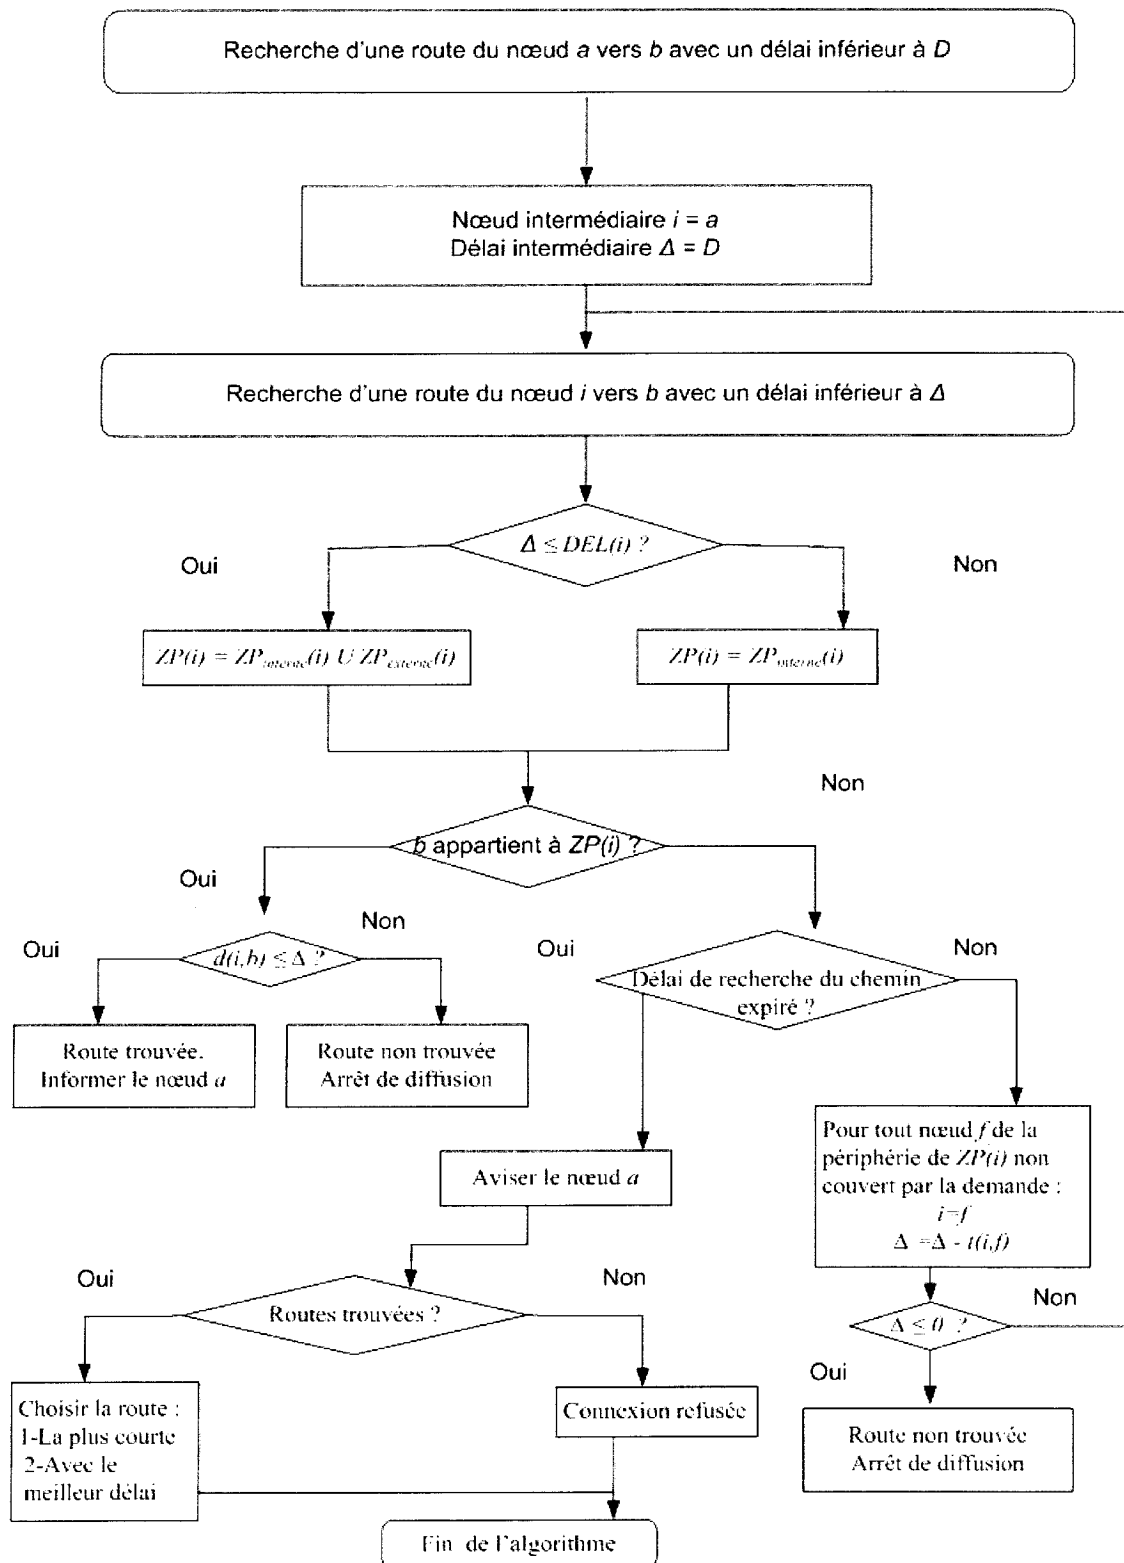 Recherche d'une route du nœud a vers b avec un délai inférieur à D
Nœud intermédiaire i = a
Délai intermédiaire Δ = D
Recherche d'une route du nœud i vers b avec un délai inférieur à Δ
Δ ≤ DEL(i) ?
Oui
Non
ZP(i) = ZPinterne(i) U ZPexterne(i)
ZP(i) = ZPinterne(i)
Non
b appartient à ZP(i) ?
Oui
Oui
d(i,b) ≤ Δ ?
Non
Oui
Délai de recherche du chemin
expiré ?
Non
Route trouvée.
Informer le nœud a
Route non trouvée
Arrêt de diffusion
Pour tout nœud f de la
périphérie de ZP(i) non
couvert par la demande :
i=f
Δ =Δ - t(i,f)
Aviser le nœud a
Oui
Routes trouvées ?
Non
Δ ≤ 0 ?
Non
Oui
Choisir la route :
1-La plus courte
2-Avec le
meilleur délai
Connexion refusée
Route non trouvée
Arrêt de diffusion
Fin de l'algorithme